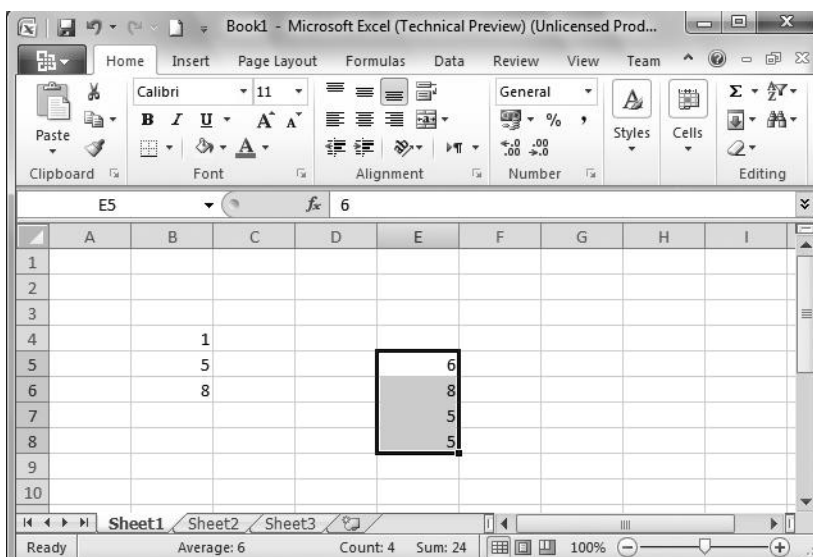 Book1 - Microsoft Excel (Technical Preview) (Unlicensed Prod...
Home Insert Page Layout Formulas Data Review View Team
Calibri 11 General
B I U A A % ,
Paste A Styles Cells
Clipboard Font Alignment Number Editing
E5 fx 6
A B C D E F G H I
1
2
3
4 1
5 5 6
6 8 8
7 5
8 5
9
10
Sheet1 Sheet2 Sheet3
Ready Average: 6 Count: 4 Sum: 24 100%